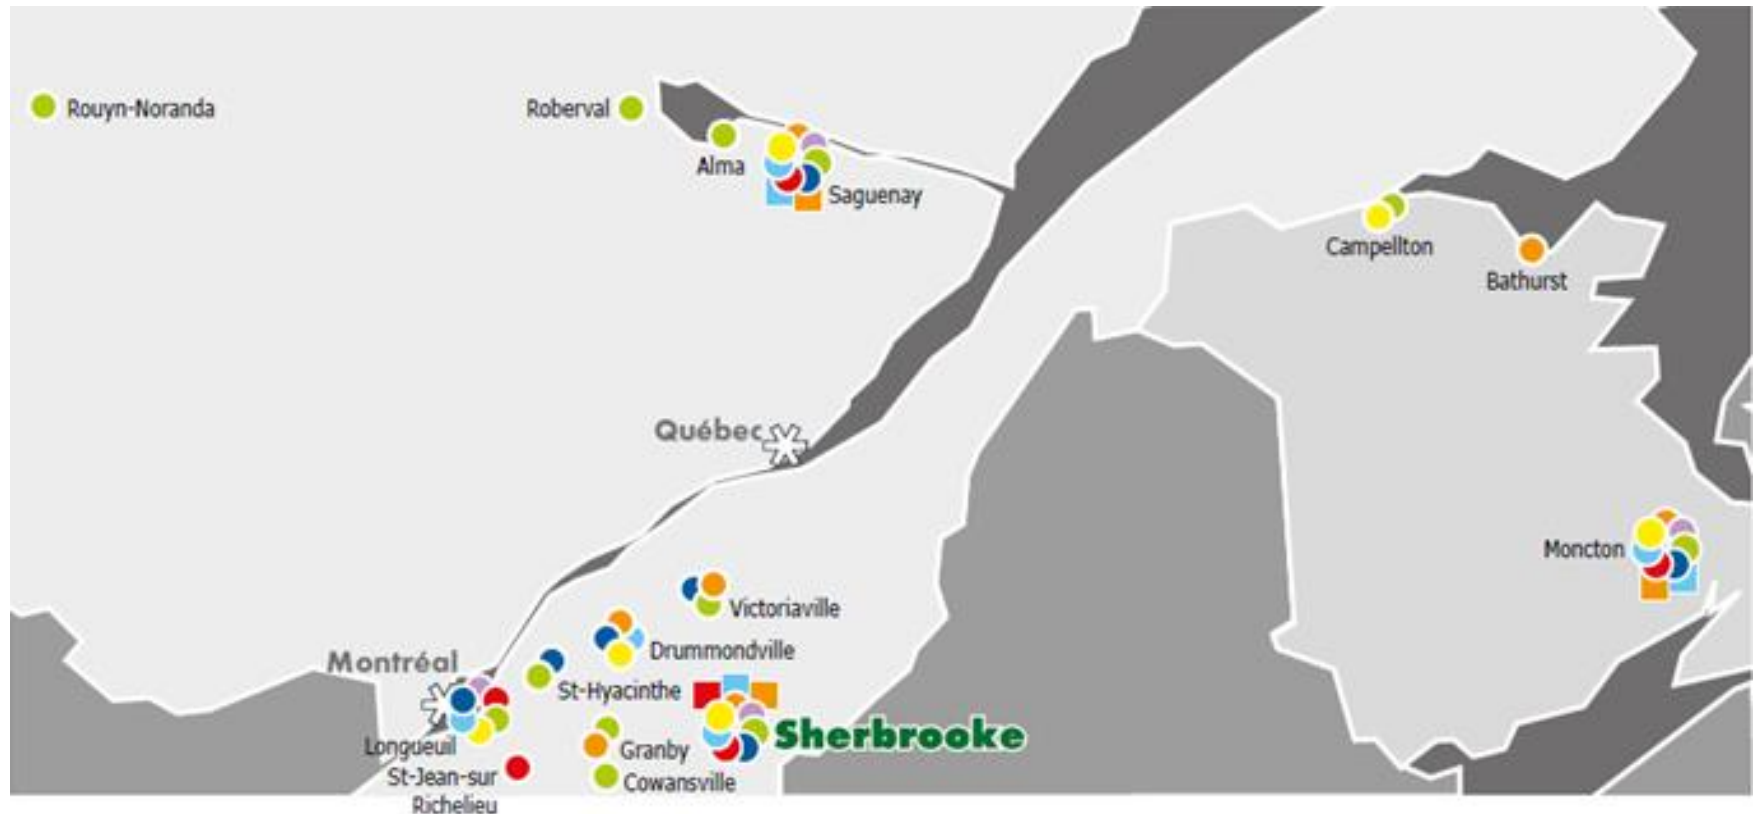 Rouyn-Noranda
Roberval
Alma
Saguenay
Campellton
Bathurst
Québec
Moncton
Victoriaville
Drummondville
Montréal
St-Hyacinthe
Sherbrooke
Longueuil
Granby
St-Jean-sur
Richelieu
Cowansville